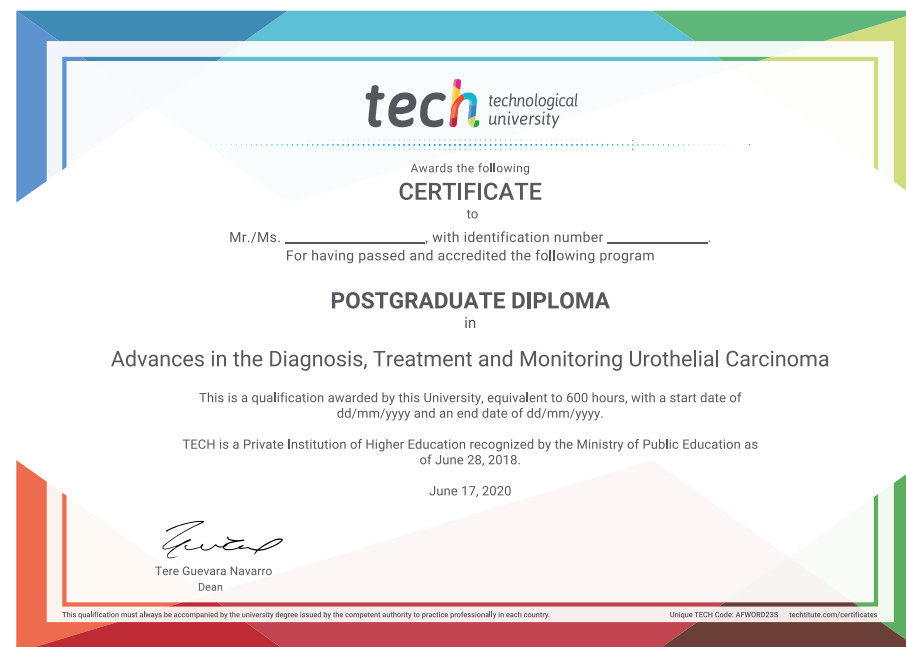 tech technological
university
Awards the following
CERTIFICATE
to
Mr./Ms. ____________________, with identification number ______________.
For having passed and accredited the following program
POSTGRADUATE DIPLOMA
in
Advances in the Diagnosis, Treatment and Monitoring Urothelial Carcinoma
This is a qualification awarded by this University, equivalent to 600 hours, with a start date of
dd/mm/yyyy and an end date of dd/mm/yyyy.
TECH is a Private Institution of Higher Education recognized by the Ministry of Public Education as
of June 28, 2018.
June 17, 2020
Tere Guevara Navarro
Dean
This qualification must always be accompanied by the university degree issued by the competent authority to practice professionally in each country. Unique TECH Code: AFWORD23S techtitute.com/certificates